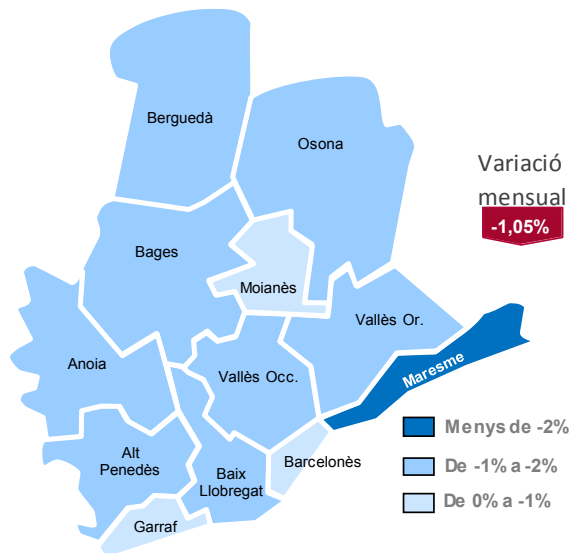 Berguedà
Osona
Variació
mensual
-1,05%
Bages
Moianès
Vallès Or.
Anoia
Vallès Occ.
Maresme
Menys de -2%
Alt
Penedès
Baix
Llobregat
Barcelonès
De -1% a -2%
De 0% a -1%
Garraf